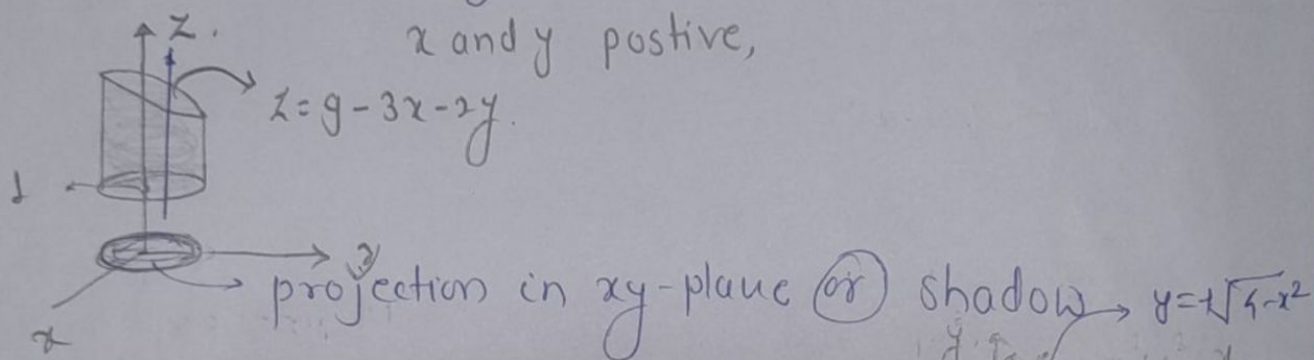 z.
x and y postive,
z=9-3x-2y.
1
y
projection in xy-plane or shadow → y=±√4-x²
x